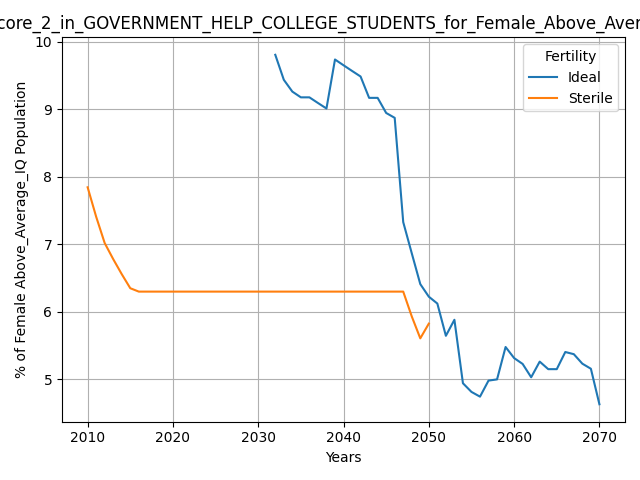 core_2_in_GOVERNMENT_HELP_COLLEGE_STUDENTS_for_Female_Above_Aver
10
9
8
7
6
5
% of Female Above_Average_IQ Population
Fertility
Ideal
Sterile
2010 2020 2030 2040 2050 2060 2070
Years